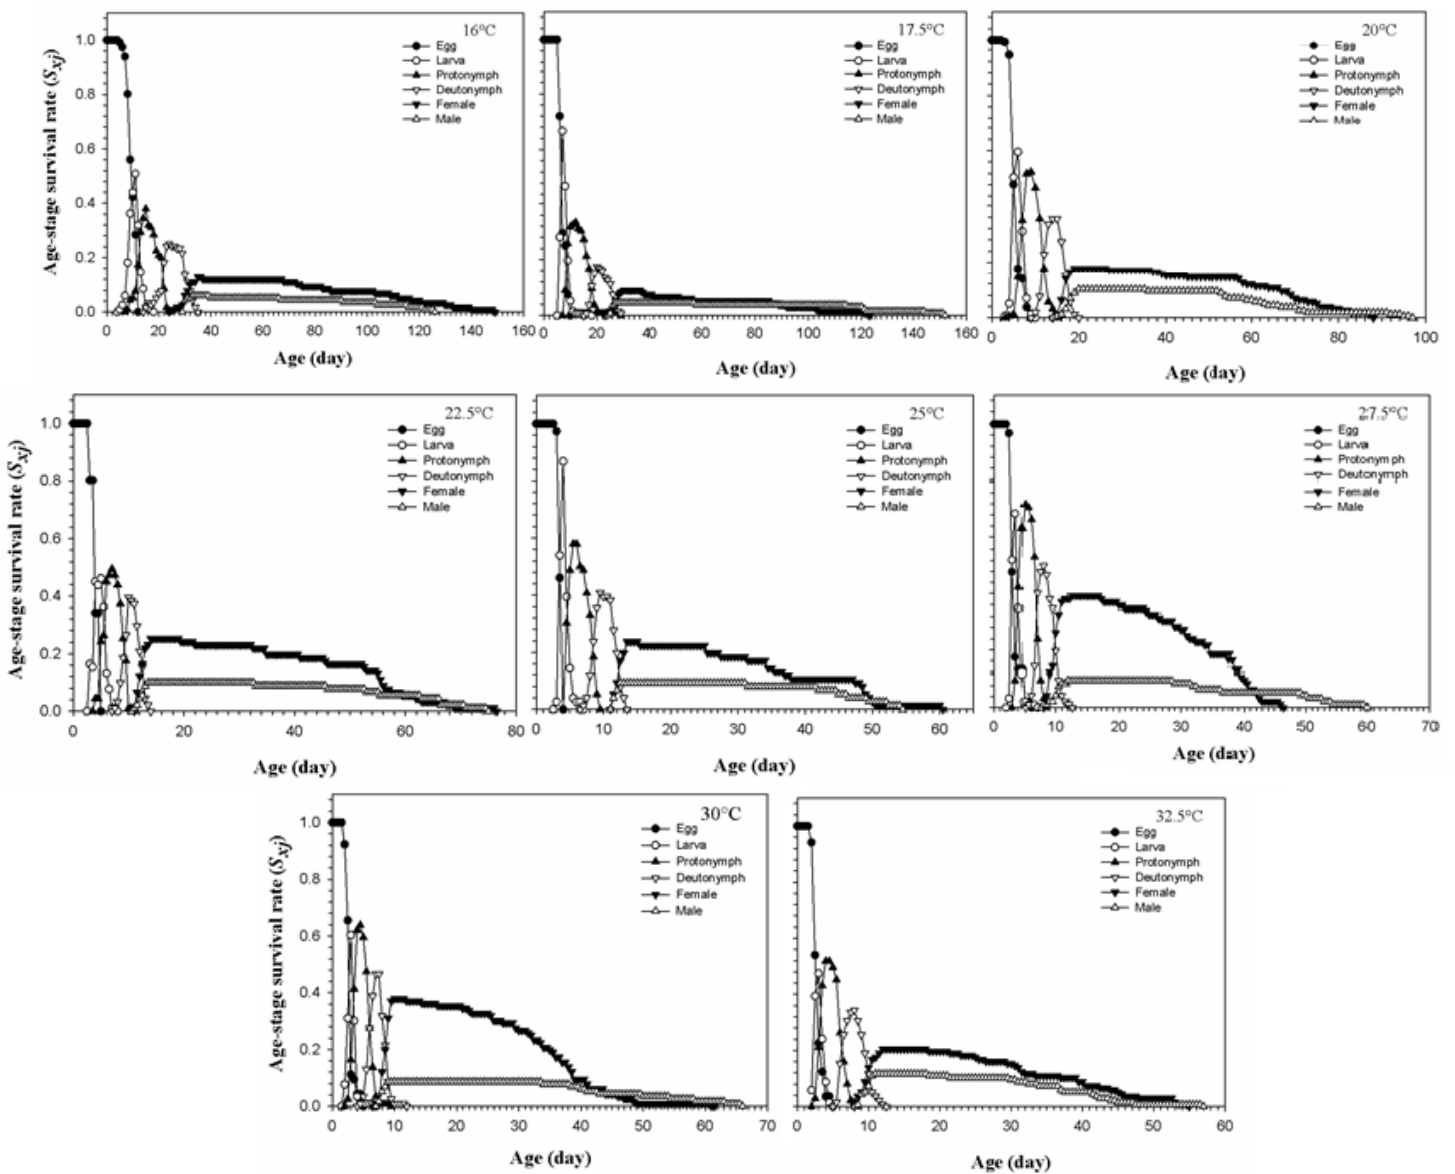 16°C
Egg
Larva
Protonymph
Deutonymph
Female
Male
Age-stage survival rate (Sxj)
1.0
0.8
0.6
0.4
0.2
0.0
0 20 40 60 80 100 120 140 160
Age (day)
17.5°C
Egg
Larva
Protonymph
Deutonymph
Female
Male
0 20 40 60 80 100 120 140 160
Age (day)
20°C
Egg
Larva
Protonymph
Deutonymph
Female
Male
0 20 40 60 80 100
Age (day)
22.5°C
Egg
Larva
Protonymph
Deutonymph
Female
Male
Age-stage survival rate (Sxj)
1.0
0.8
0.6
0.4
0.2
0.0
0 20 40 60 80
Age (day)
25°C
Egg
Larva
Protonymph
Deutonymph
Female
Male
0 10 20 30 40 50 60
Age (day)
27.5°C
Egg
Larva
Protonymph
Deutonymph
Female
Male
0 10 20 30 40 50 60 70
Age (day)
30°C
Egg
Larva
Protonymph
Deutonymph
Female
Male
Age-stage survival rate (Sxj)
1.0
0.8
0.6
0.4
0.2
0.0
0 10 20 30 40 50 60 70
Age (day)
32.5°C
Egg
Larva
Protonymph
Deutonymph
Female
Male
0 10 20 30 40 50 60
Age (day)